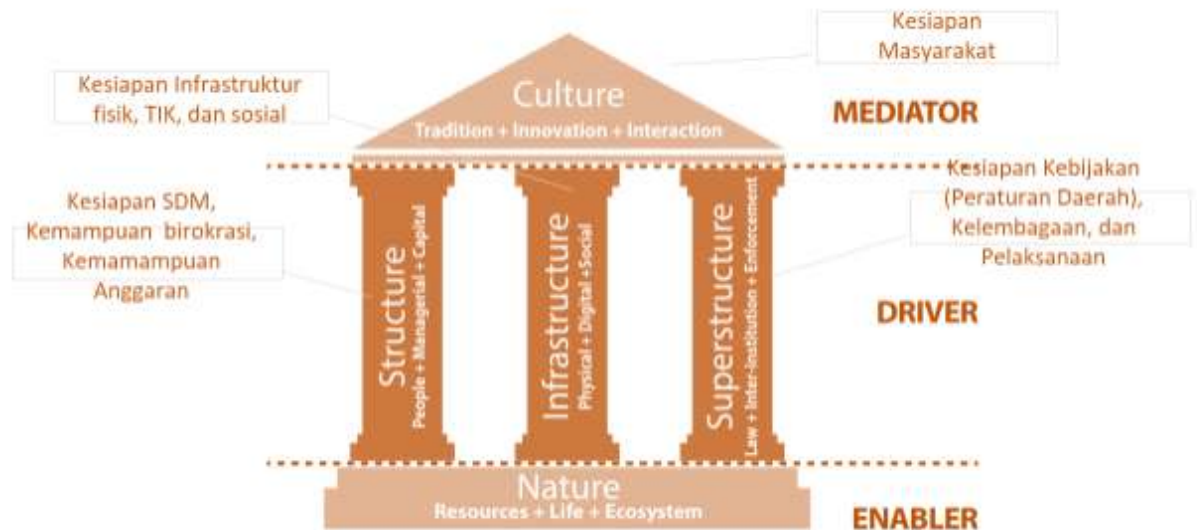 Kesiapan
Masyarakat
Kesiapan Infrastruktur
fisik, TIK, dan sosial
Culture
Tradition + Innovation + Interaction
MEDIATOR
Kesiapan SDM,
Kemampuan birokrasi,
Kemamampuan
Anggaran
Kesiapan Kebijakan
(Peraturan Daerah),
Kelembagaan, dan
Pelaksanaan
Structure
People + Managerial + Capital
Infrastructure
Physical + Digital +Social
Superstructure
Law + Inter-institution + Enforcement
DRIVER
Nature
Resources + Life + Ecosystem
ENABLER